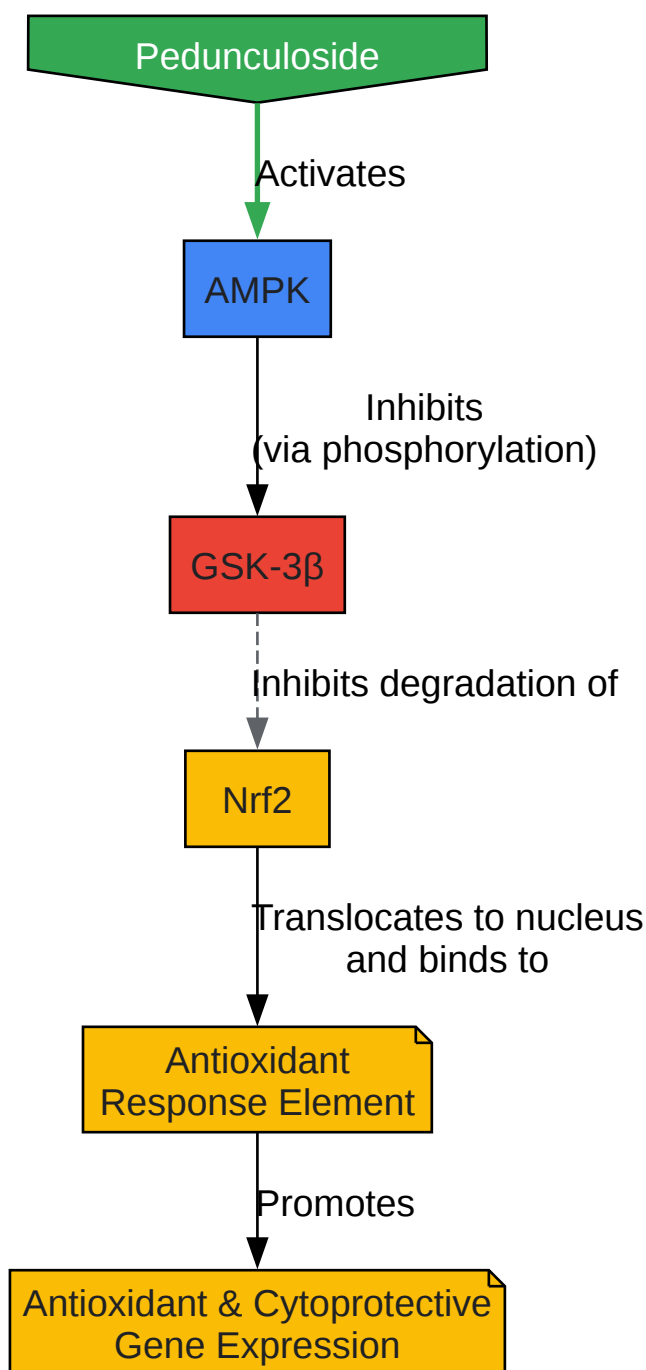 Pedunculoside
Activates
AMPK
Inhibits
(via phosphorylation)
GSK-3β
Inhibits degradation of
Nrf2
Translocates to nucleus
and binds to
Antioxidant
Response Element
Promotes
Antioxidant & Cytoprotective
Gene Expression